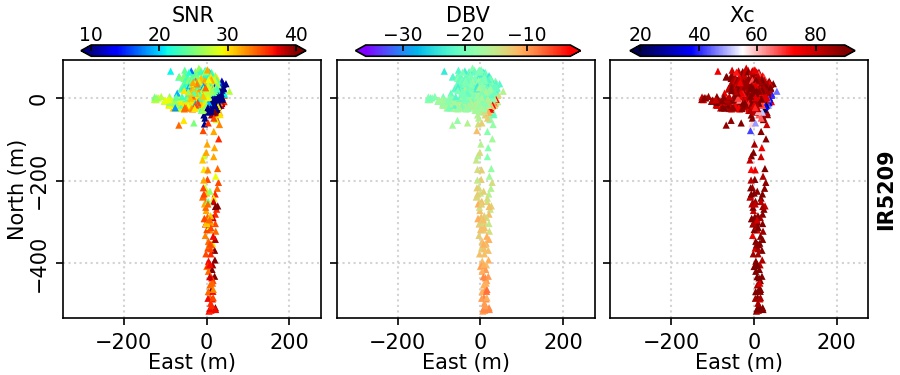 SNR DBV Xc
10 20 30 40 −30 −20 −10 20 40 60 80
0
−200
−400
North (m)
IR5209
−200 0 200 −200 0 200 −200 0 200
East (m) East (m) East (m)